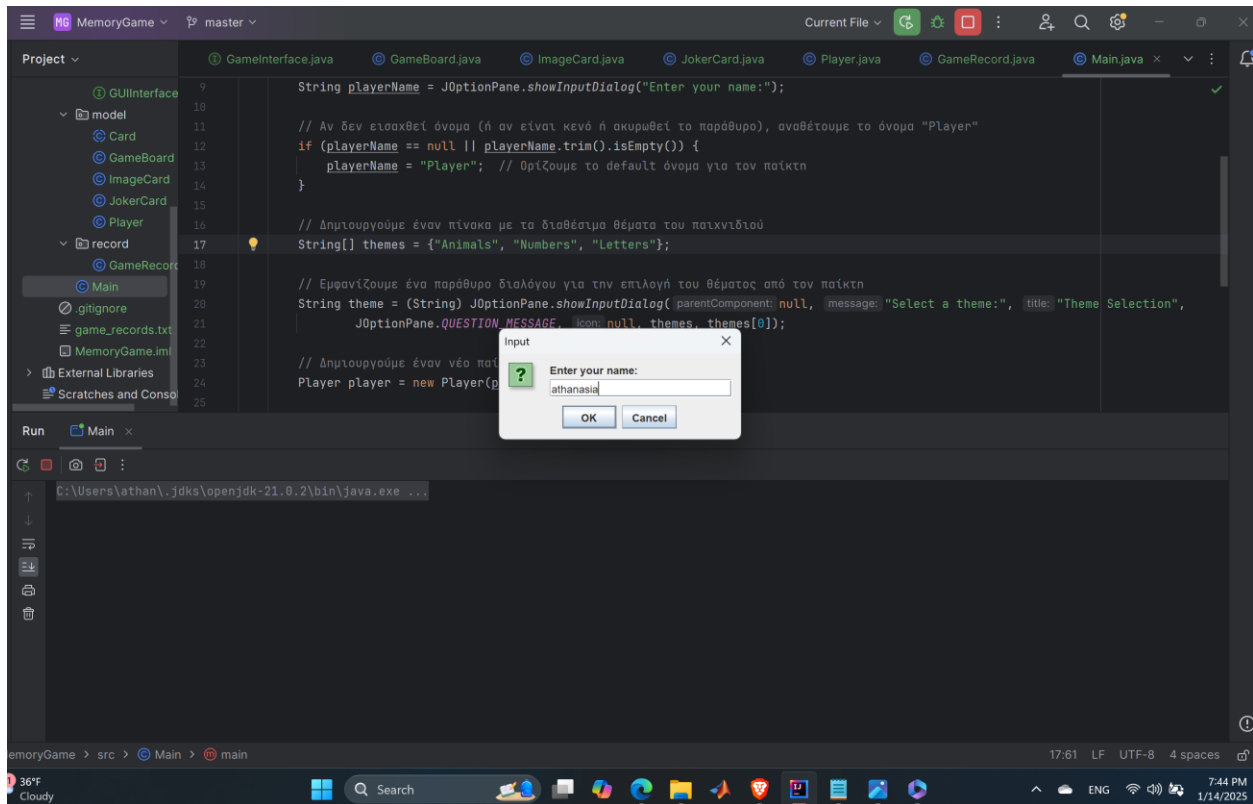 MG MemoryGame master Current File
Project
GameInterface.java GameBoard.java ImageCard.java JokerCard.java Player.java GameRecord.java Main.java
GUIInterface
model
Card
GameBoard
ImageCard
JokerCard
Player
record
GameRecord
Main
.gitignore
game_records.txt
MemoryGame.iml
External Libraries
Scratches and Conso
9 String playerName = JOptionPane.showInputDialog("Enter your name:");
10
11 // Αν δεν εισαχθεί όνομα (ή αν είναι κενό ή ακυρωθεί το παράθυρο), αναθέτουμε το όνομα "Player"
12 if (playerName == null || playerName.trim().isEmpty()) {
13 playerName = "Player"; // Ορίζουμε το default όνομα για τον παίκτη
14 }
15
16 // Δημιουργούμε έναν πίνακα με τα διαθέσιμα θέματα του παιχνιδιού
17 String[] themes = {"Animals", "Numbers", "Letters"};
18
19 // Εμφανίζουμε ένα παράθυρο διαλόγου για την επιλογή του θέματος από τον παίκτη
20 String theme = (String) JOptionPane.showInputDialog( parentComponent: null, message: "Select a theme:", title: "Theme Selection",
21 JOptionPane.QUESTION_MESSAGE, icon: null, themes, themes[0]);
22
23 // Δημιουργούμε έναν νέο παί
24 Player player = new Player(p
25
Input
?
Enter your name:
athanasia
OK Cancel
Run Main
C:\Users\athan\.jdks\openjdk-21.0.2\bin\java.exe ...
emoryGame > src > Main > main 17:61 LF UTF-8 4 spaces
1
36°F
Cloudy
Search
ENG
7:44 PM
1/14/2025